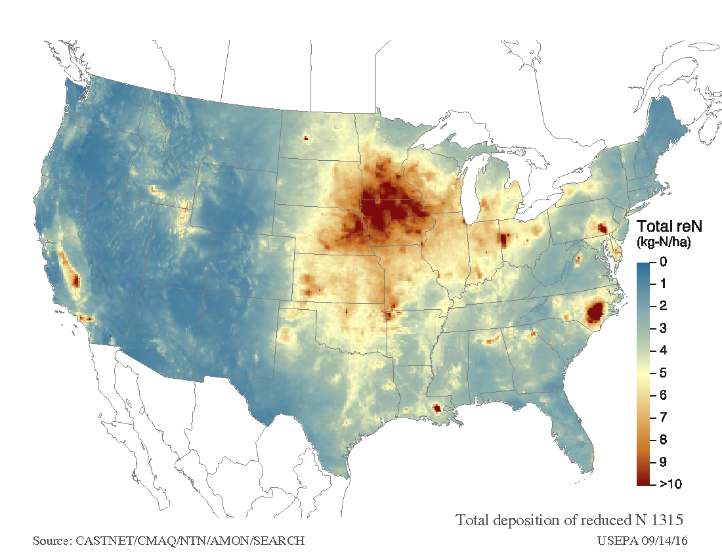 Total reN
(kg-N/ha)
0
1
2
3
4
5
6
7
8
9
>10
Total deposition of reduced N 1315
Source: CASTNET/CMAQ/NTN/AMON/SEARCH
USEPA 09/14/16